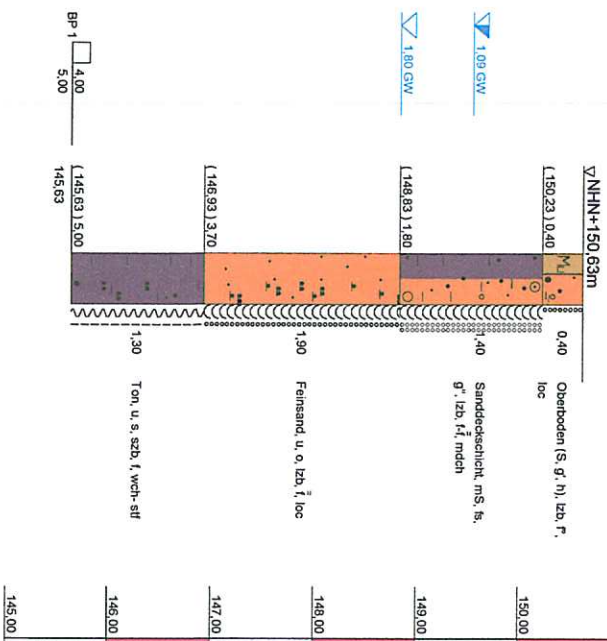 ▽NHN+150,63m
( 150,23 ) 0,40
0,40
Oberboden (S, g', h), lzb, f",
loc
1,09 GW
1,80 GW
( 148,83 ) 1,80
1,40
Sanddeckschicht, mS, fs,
g", lzb, mdch
( 146,93 ) 3,70
1,90
Feinsand, u, o, lzb, loc
BP 1
4,00
5,00
( 145,63 ) 5,00
145,63
1,30
Ton, u, s, szb, f, wch- stf
150,00
149,00
148,00
147,00
146,00
145,00